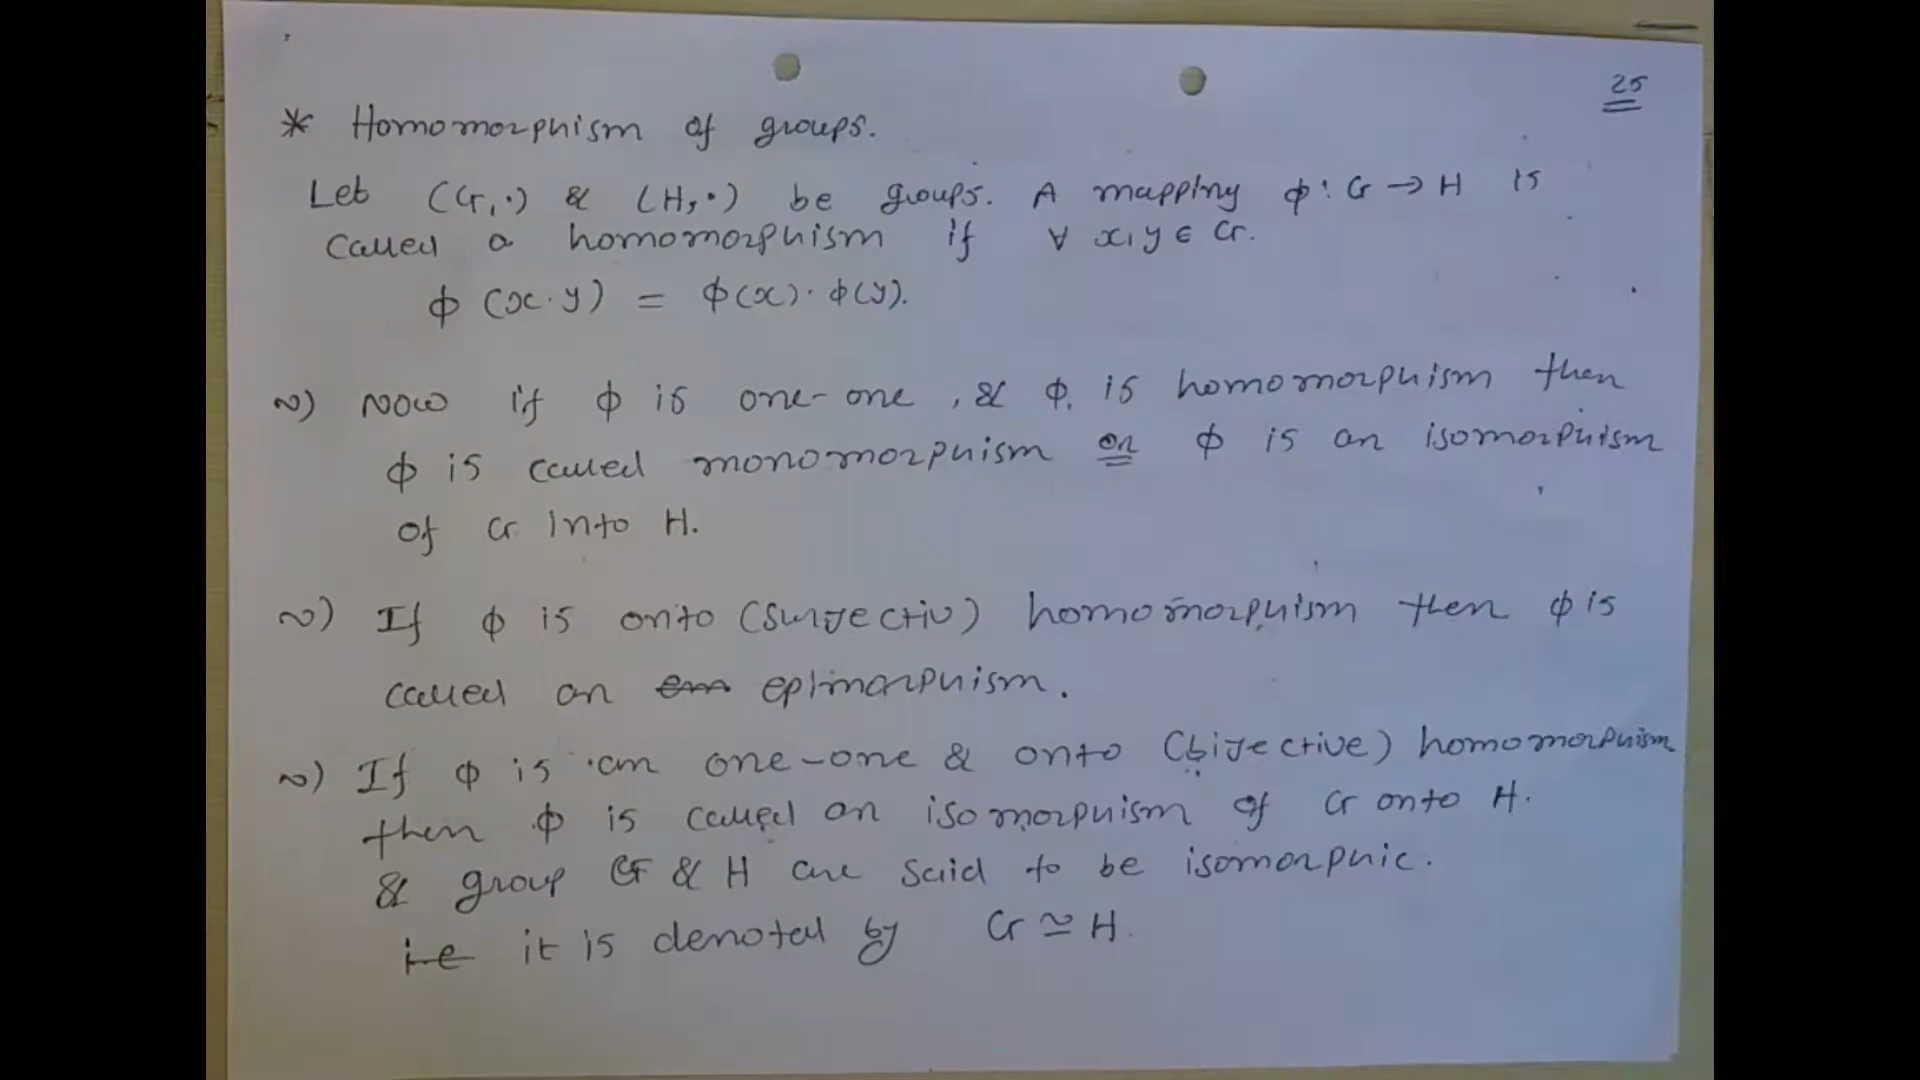 25
* Homomorphism of groups.
Let (G,·) & (H,·) be groups. A mapping ϕ: G → H is
called a homomorphism if ∀ x,y ∈ G.
ϕ (x·y) = ϕ(x)·ϕ(y).
~) Now if ϕ is one-one, & ϕ. is homomorphism then
ϕ is called monomorphism or ϕ is an isomorphism
of G into H.
~) If ϕ is onto (surjectiv) homomorphism then ϕ is
called an em epimorphism.
~) If ϕ is an one-one & onto (bijective) homomorphism
then ϕ is called an isomorphism of G onto H.
& group G & H are said to be isomorphic.
i.e it is denoted by G ≃ H.